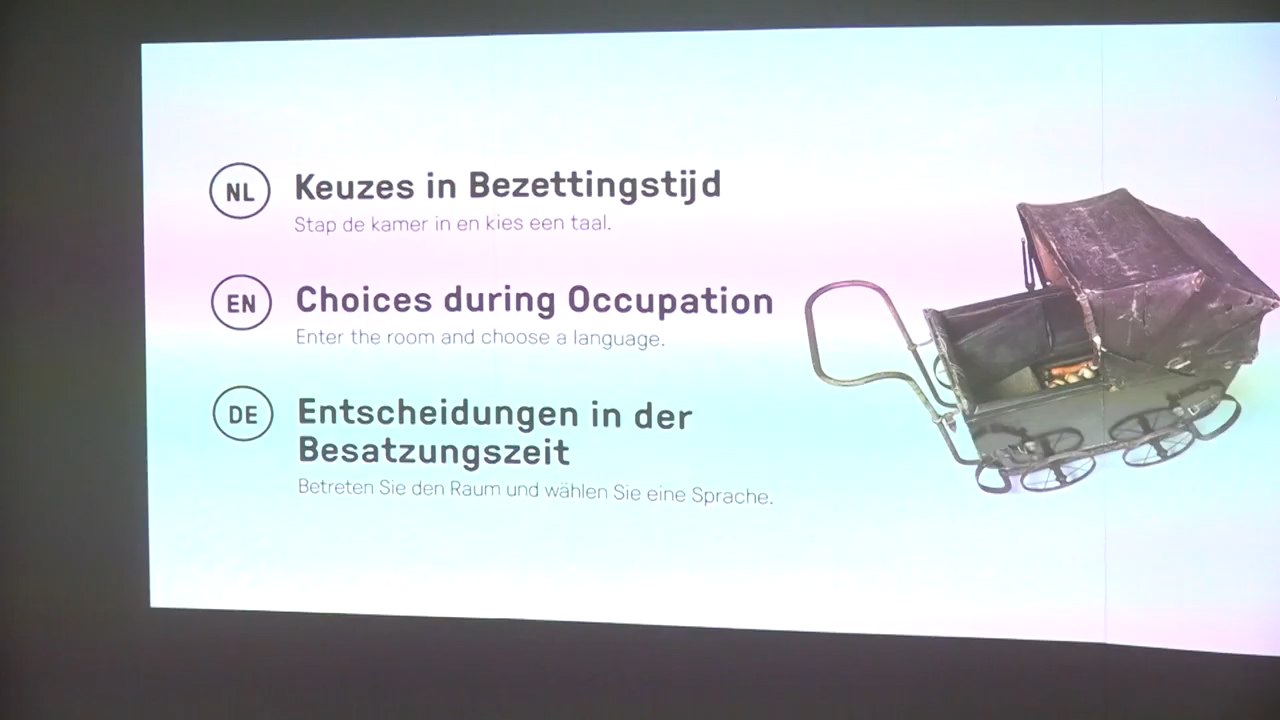 NL
Keuzes in Bezettingstijd
Stap de kamer in en kies een taal.
EN
Choices during Occupation
Enter the room and choose a language.
DE
Entscheidungen in der
Besatzungszeit
Betreten Sie den Raum und wählen Sie eine Sprache.